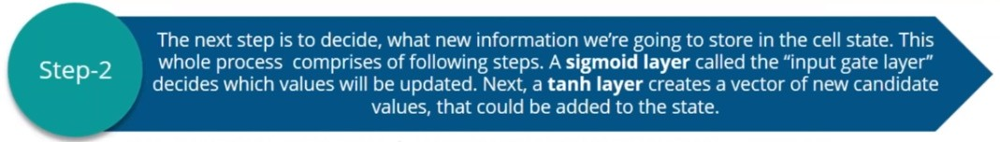 Step-2
The next step is to decide, what new information we're going to store in the cell state. This
whole process comprises of following steps. A sigmoid layer called the “input gate layer”
decides which values will be updated. Next, a tanh layer creates a vector of new candidate
values, that could be added to the state.